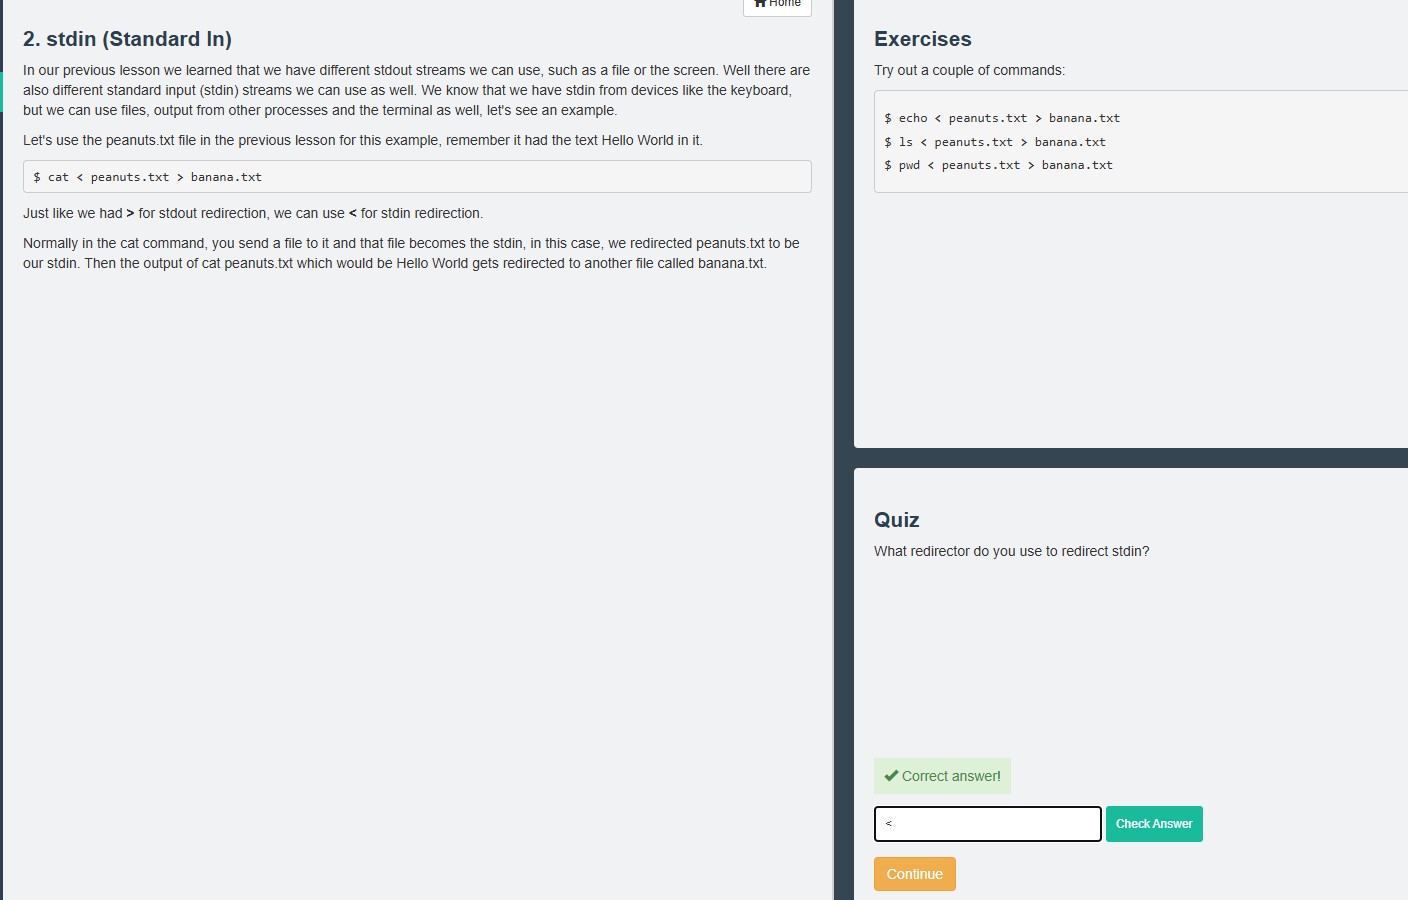 Home
2. stdin (Standard In)
In our previous lesson we learned that we have different stdout streams we can use, such as a file or the screen. Well there are
also different standard input (stdin) streams we can use as well. We know that we have stdin from devices like the keyboard,
but we can use files, output from other processes and the terminal as well, let's see an example.
Let's use the peanuts.txt file in the previous lesson for this example, remember it had the text Hello World in it.
$ cat < peanuts.txt > banana.txt
Just like we had > for stdout redirection, we can use < for stdin redirection.
Normally in the cat command, you send a file to it and that file becomes the stdin, in this case, we redirected peanuts.txt to be
our stdin. Then the output of cat peanuts.txt which would be Hello World gets redirected to another file called banana.txt.
Exercises
Try out a couple of commands:
$ echo < peanuts.txt > banana.txt
$ ls < peanuts.txt > banana.txt
$ pwd < peanuts.txt > banana.txt
Quiz
What redirector do you use to redirect stdin?
Correct answer!
<
Check Answer
Continue